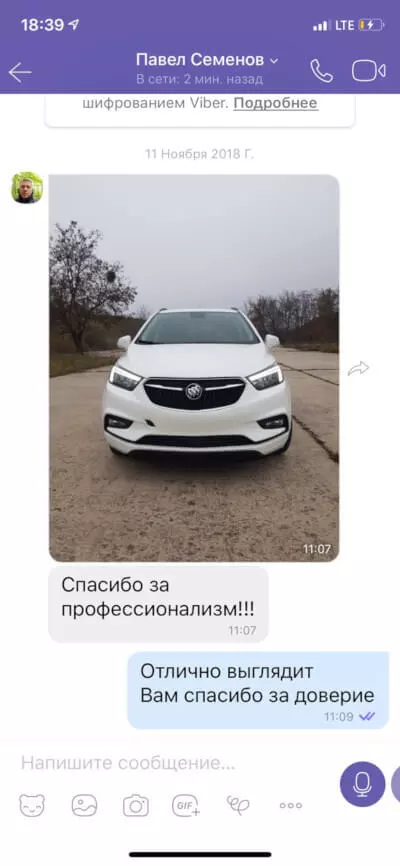 18:39
LTE
Павел Семенов
В сети: 2 мин. назад
шифрованием Viber. Подробнее
11 Ноября 2018 Г.
11:07
Спасибо за
профессионализм!!!
11:07
Отлично выглядит
Вам спасибо за доверие
11:09
Напишите сообщение...
GIF